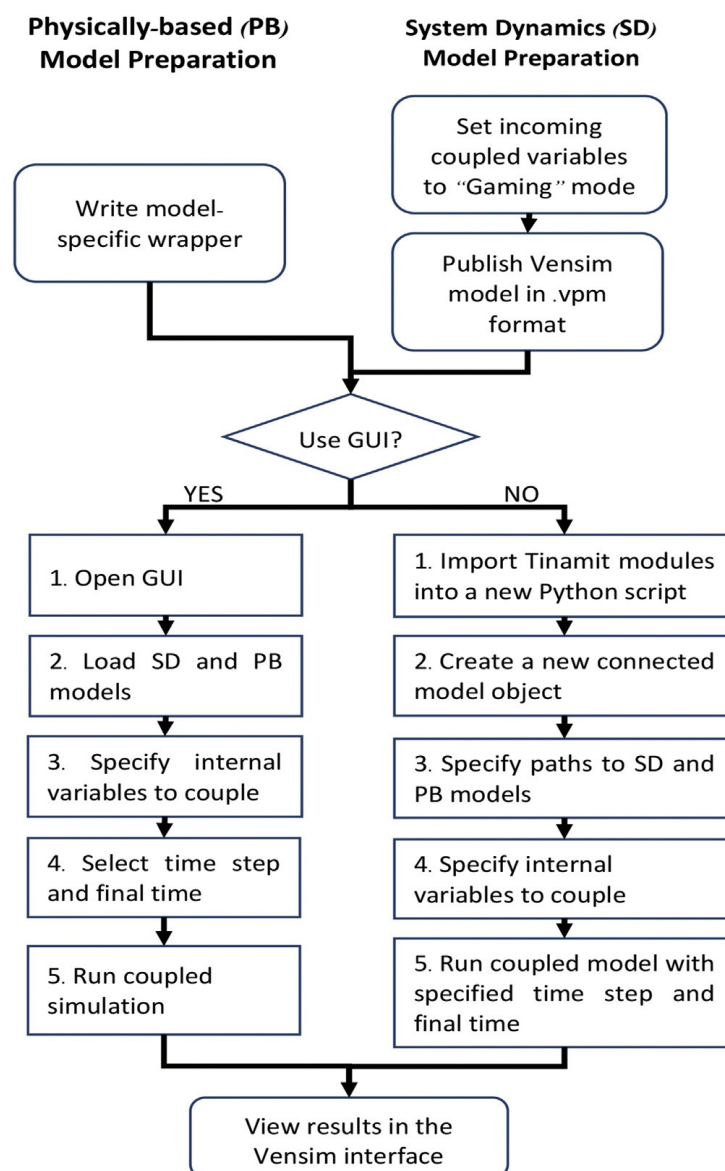 Physically-based (PB)
Model Preparation
System Dynamics (SD)
Model Preparation
Set incoming
coupled variables
to “Gaming” mode
Write model-
specific wrapper
Publish Vensim
model in .vpm
format
Use GUI?
YES
NO
1. Open GUI
2. Load SD and PB
models
3. Specify internal
variables to couple
4. Select time step
and final time
5. Run coupled
simulation
1. Import Tinamit modules
into a new Python script
2. Create a new connected
model object
3. Specify paths to SD and
PB models
4. Specify internal
variables to couple
5. Run coupled model with
specified time step and
final time
View results in the
Vensim interface